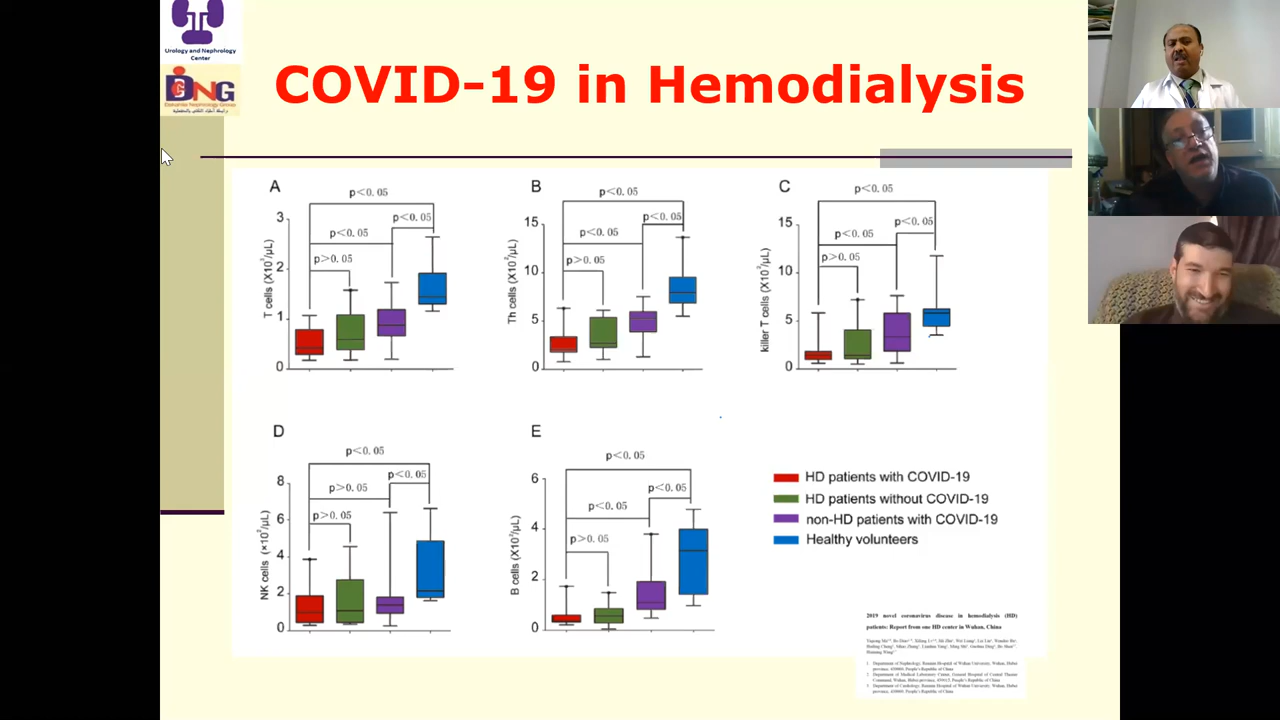 Urology and Nephrology
Center
DNG
COVID-19 in Hemodialysis
A
p<0.05
p<0.05
p<0.05
p>0.05
T cells (X10³/μL)
3
2
1
0
B
p<0.05
p<0.05
p<0.05
p>0.05
Th cells (X10²/μL)
15
10
5
0
C
p<0.05
p<0.05
p<0.05
p>0.05
killer T cells (X10²/μL)
15
10
5
0
D
p<0.05
p<0.05
p>0.05
p>0.05
NK cells (×10²/μL)
8
6
4
2
0
E
p<0.05
p<0.05
p<0.05
p>0.05
B cells (X10²/μL)
6
4
2
0
HD patients with COVID-19
HD patients without COVID-19
non-HD patients with COVID-19
Healthy volunteers
2019 novel coronavirus disease in hemodialysis (HD)
patients: Report from one HD center in Wuhan, China